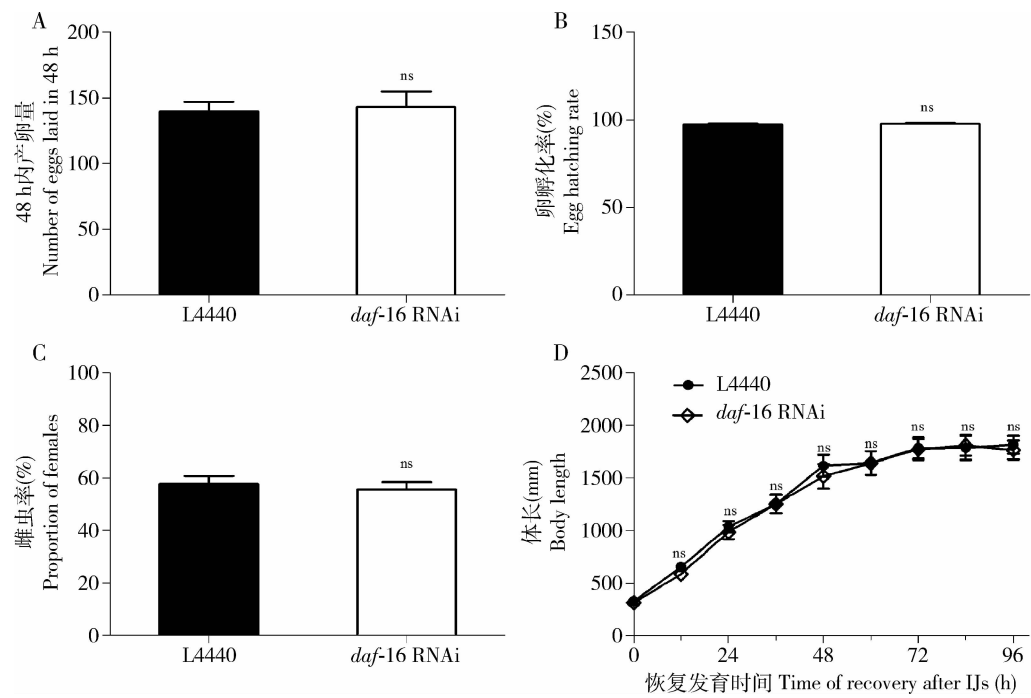 A
200
150
100
50
0
48 h内产卵量
Number of eggs laid in 48 h
ns
L4440
daf-16 RNAi
B
150
100
50
0
卵孵化率(%)
Egg hatching rate
ns
L4440
daf-16 RNAi
C
100
80
60
40
20
0
雌虫率(%)
Proportion of females
ns
L4440
daf-16 RNAi
D
2500
2000
1500
1000
500
0
体长(mm)
Body length
L4440
daf-16 RNAi
ns
ns
ns
ns
ns
ns
ns
ns
0
24
48
72
96
恢复发育时间 Time of recovery after IJs (h)